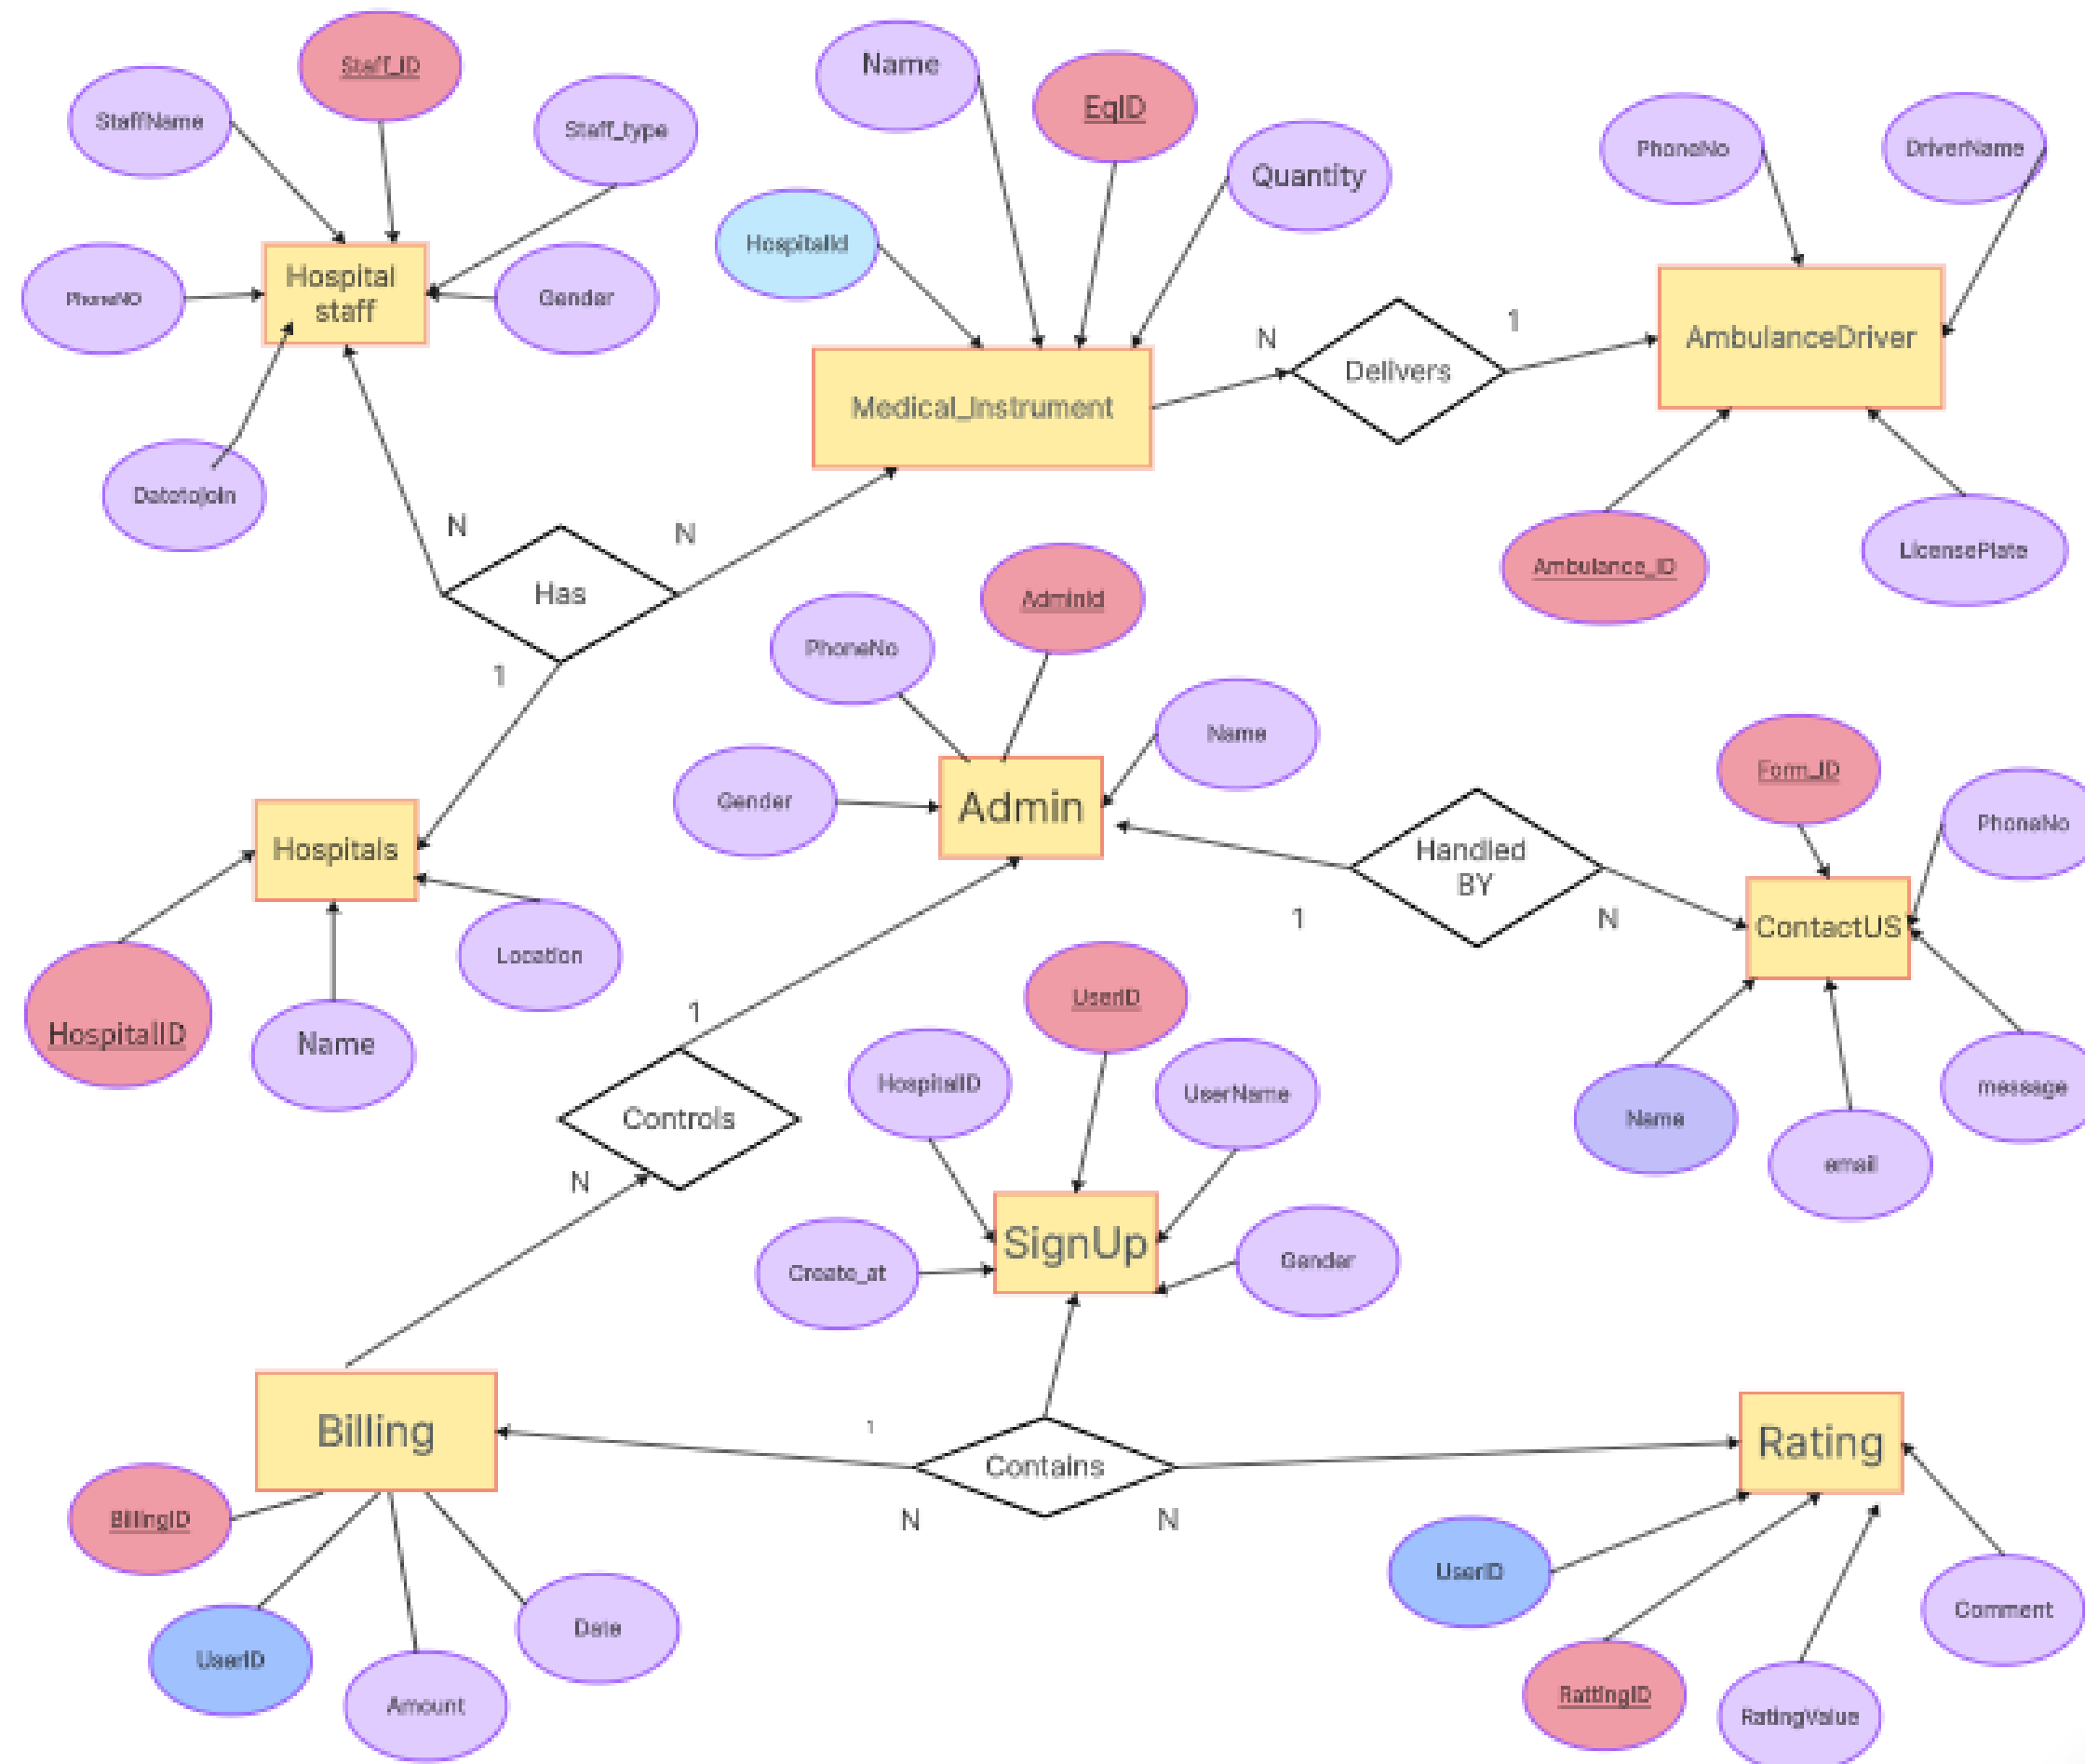 Staff_ID
StaffName
Staff_type
PhoneNO
Hospital
staff
Gender
DatetoJoin
Name
EqID
HospitalId
Quantity
Medical_Instrument
N
Delivers
1
PhoneNo
DriverName
AmbulanceDriver
Ambulance_ID
LicensePlate
N
N
Has
1
Hospitals
HospitalID
Name
Location
PhoneNo
AdminId
Gender
Name
Admin
Handled
BY
1
N
Form_ID
PhoneNo
ContactUS
Name
email
message
1
Controls
N
HospitalID
UserID
UserName
Create_at
SignUp
Gender
Billing
1
Contains
N
N
Rating
BillingID
UserID
Amount
Date
UserID
RattingID
RatingValue
Comment